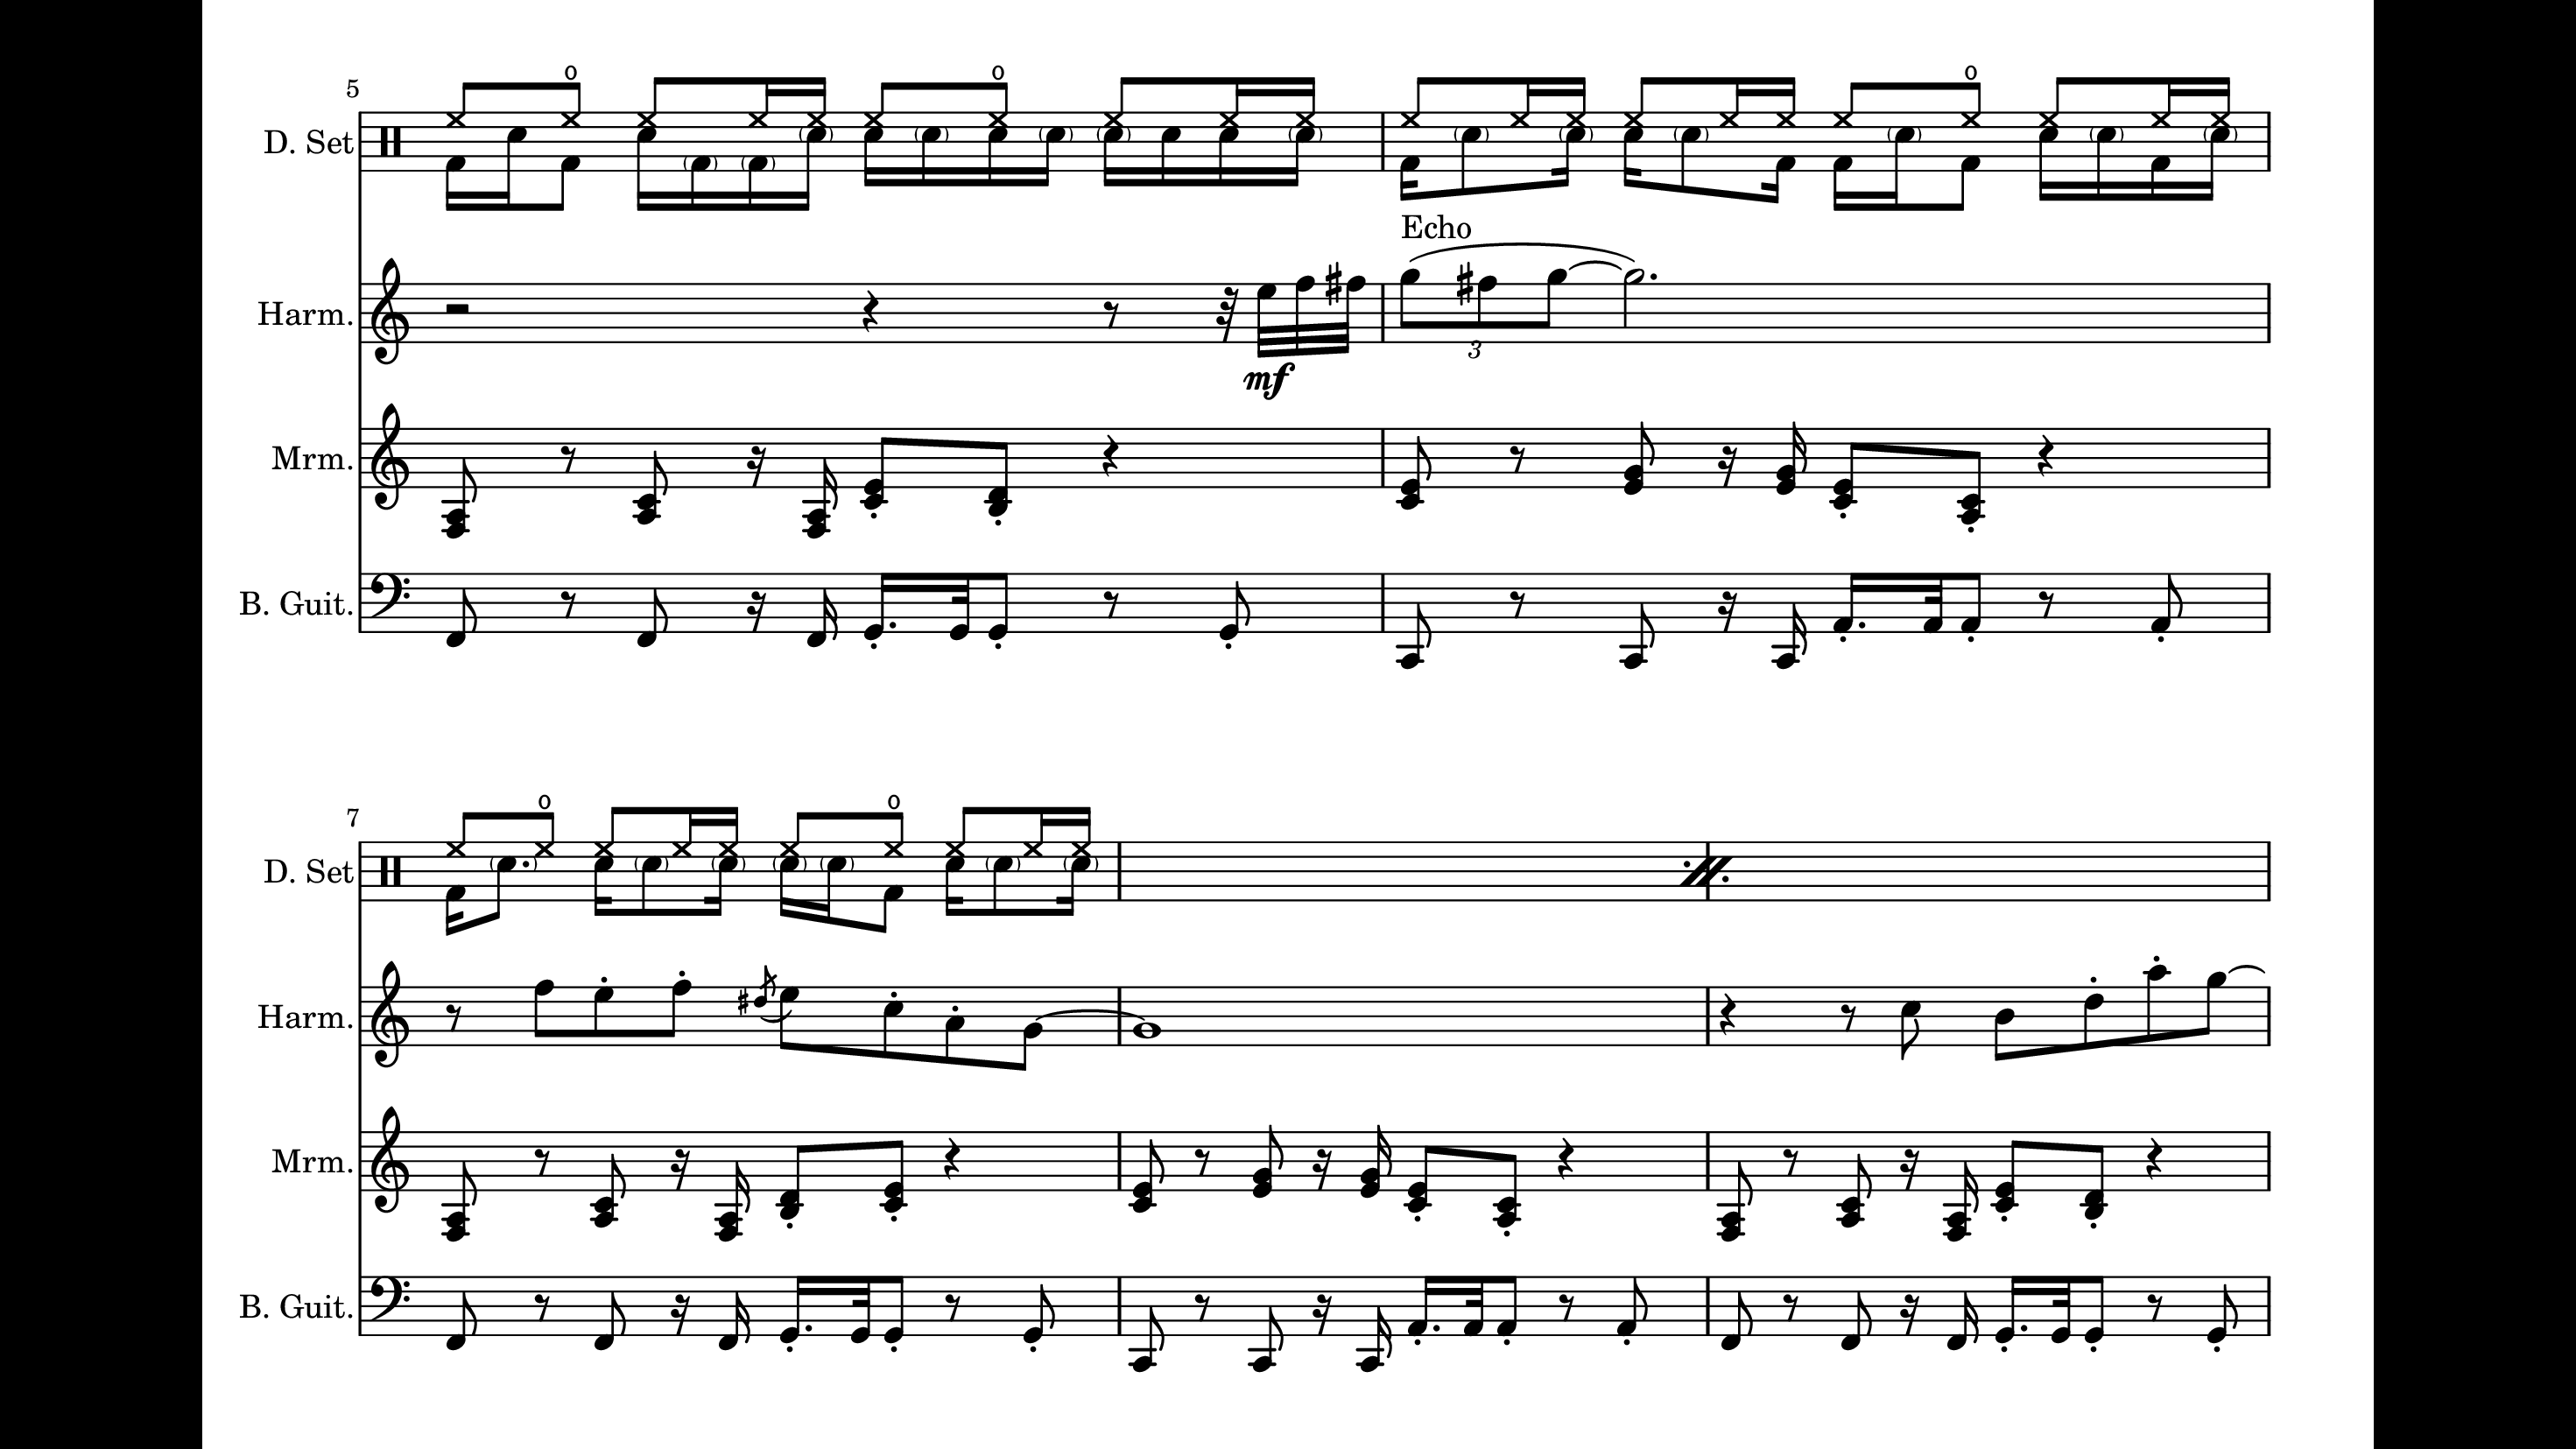 5
D. Set
Echo
Harm.
3
mf
Mrm.
B. Guit.
7
D. Set
Harm.
Mrm.
B. Guit.